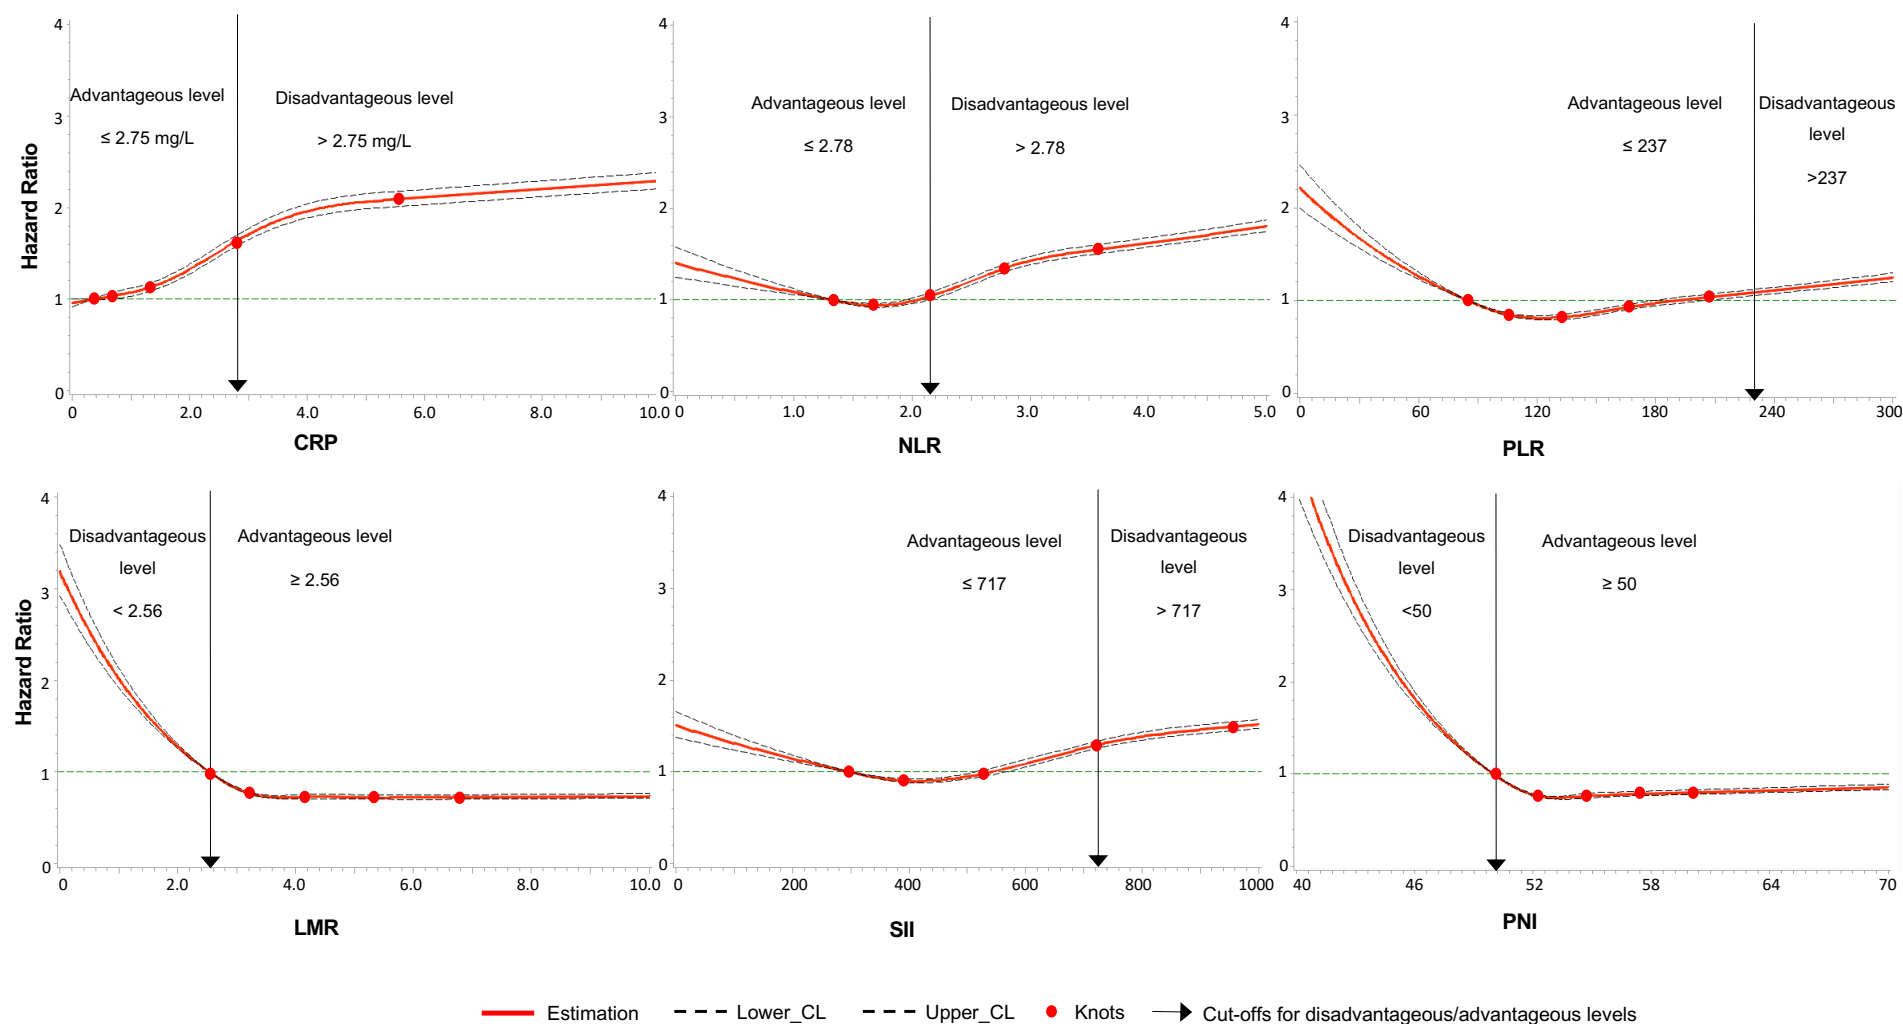 4
3
2
1
0
Hazard Ratio
Advantageous level
≤ 2.75 mg/L
Disadvantageous level
> 2.75 mg/L
0 2.0 4.0 6.0 8.0 10.0
CRP
4
3
2
1
0
Advantageous level
≤ 2.78
Disadvantageous level
> 2.78
0 1.0 2.0 3.0 4.0 5.0
NLR
4
3
2
1
0
Advantageous level
≤ 237
Disadvantageous
level
>237
0 60 120 180 240 300
PLR
4
3
2
1
0
Hazard Ratio
Disadvantageous
level
< 2.56
Advantageous level
≥ 2.56
0 2.0 4.0 6.0 8.0 10.0
LMR
4
3
2
1
0
Advantageous level
≤ 717
Disadvantageous
level
> 717
0 200 400 600 800 1000
SII
4
3
2
1
0
Disadvantageous
level
<50
Advantageous level
≥ 50
40 46 52 58 64 70
PNI
Estimation Lower_CL Upper_CL Knots Cut-offs for disadvantageous/advantageous levels